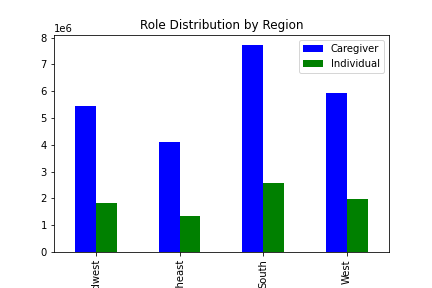 Role Distribution by Region
1e6
8
7
6
5
4
3
2
1
0
Caregiver
Individual
dwest
heast
South
West